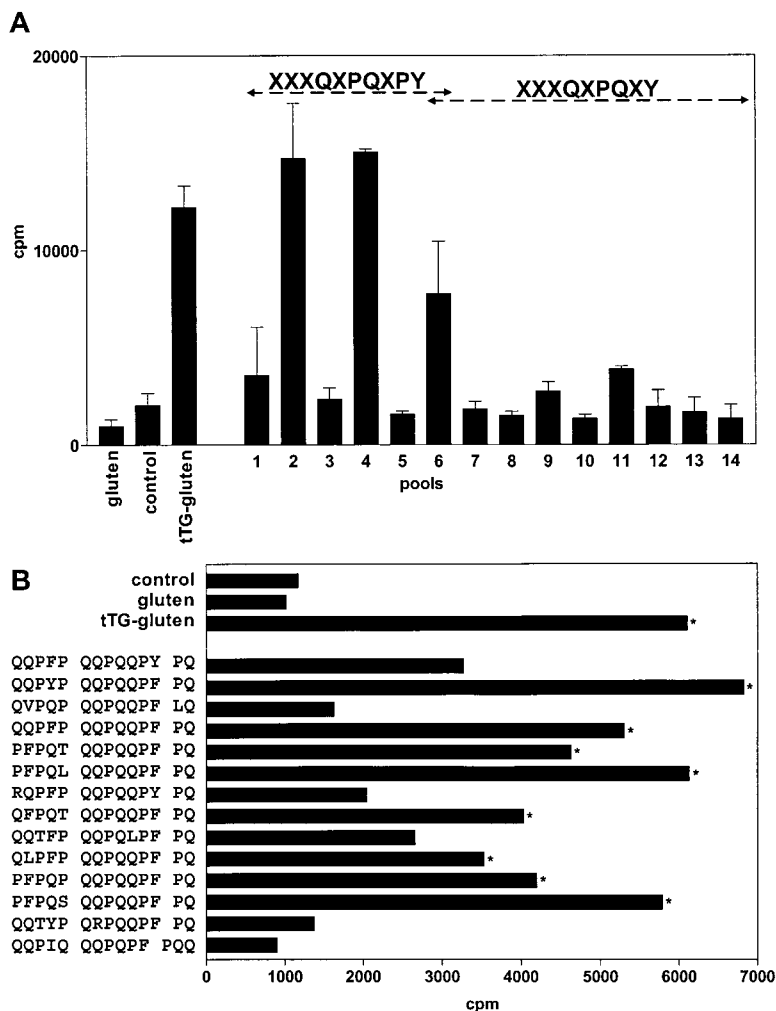 A
20000
XXXQXPQXPY
XXXQXPQXY
10000
cpm
0
gluten
control
tTG-gluten
1 2 3 4 5 6 7 8 9 10 11 12 13 14
pools
B
control
gluten
tTG-gluten *
QQPFP QQPQQPY PQ
QQPYP QQPQQPF PQ *
QVPQP QQPQQPF LQ
QQPFP QQPQQPF PQ *
PFPQT QQPQQPF PQ *
PFPQL QQPQQPF PQ *
RQPFP QQPQQPY PQ
QFPQT QQPQQPF PQ *
QQTFP QQPQLPF PQ
QLPFP QQPQQPF PQ *
PFPQP QQPQQPF PQ *
PFPQS QQPQQPF PQ *
QQTYP QRPQQPF PQ
QQPIQ QQPQPF PQQ
0 1000 2000 3000 4000 5000 6000 7000
cpm